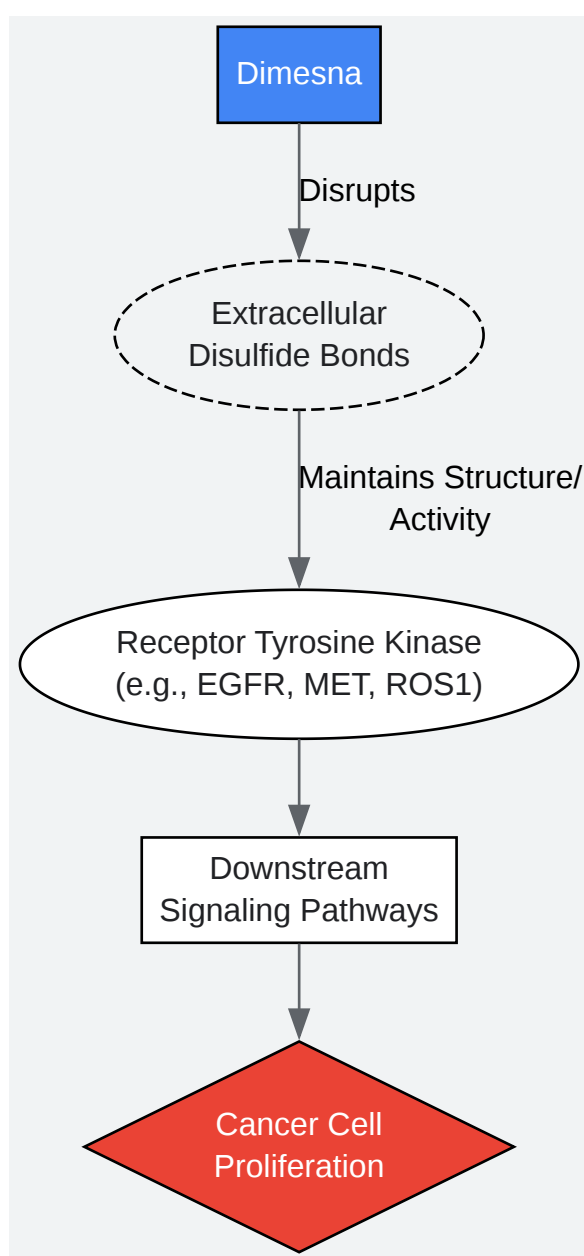 Dimesna
Disrupts
Extracellular
Disulfide Bonds
Maintains Structure/
Activity
Receptor Tyrosine Kinase
(e.g., EGFR, MET, ROS1)
Downstream
Signaling Pathways
Cancer Cell
Proliferation